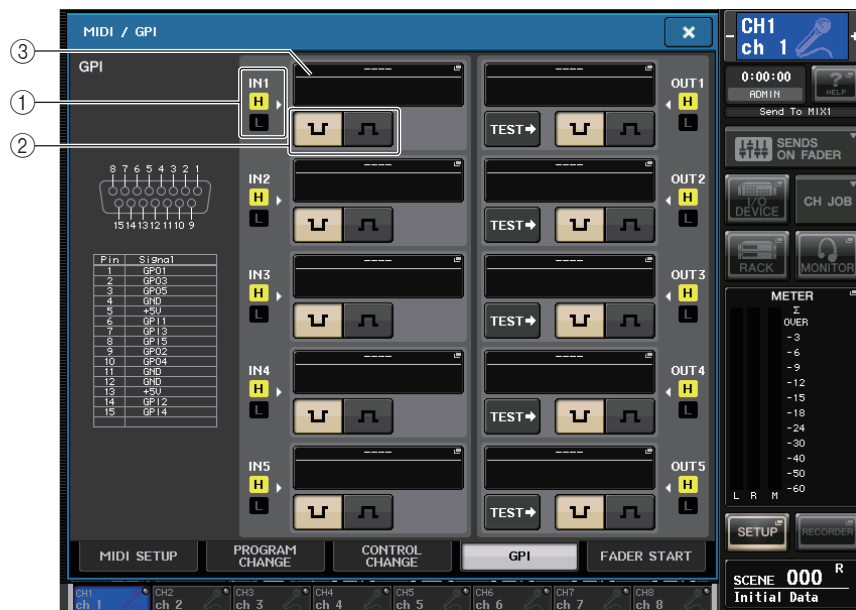 MIDI / GPI
×
GPI
③
①
②
8 7 6 5 4 3 2 1
15 14 13 12 11 10 9
Pin Signal
1 GPO1
2 GPO3
3 GPO5
4 GND
5 +5V
6 GPI1
7 GPI3
8 GPI5
9 GPO2
10 GPO4
11 GND
12 GND
13 +5V
14 GPI2
15 GPI4
IN1
H
L
----
----
TEST
OUT1
H
L
IN2
H
L
----
----
TEST
OUT2
H
L
IN3
H
L
----
----
TEST
OUT3
H
L
IN4
H
L
----
----
TEST
OUT4
H
L
IN5
H
L
----
----
TEST
OUT5
H
L
MIDI SETUP
PROGRAM CHANGE
CONTROL CHANGE
GPI
FADER START
- CH1 +
ch 1
0:00:00
ADMIN
?
HELP
Send To MIX1
SENDS ON FADER
I/O DEVICE
CH JOB
RACK
MONITOR
METER
Σ
OVER
-3
-6
-9
-12
-15
-18
-24
-30
-40
-50
-60
L R M
SETUP
RECORDER
SCENE 000 R
Initial Data
CH1 ch 1
CH2 ch 2
CH3 ch 3
CH4 ch 4
CH5 ch 5
CH6 ch 6
CH7 ch 7
CH8 ch 8